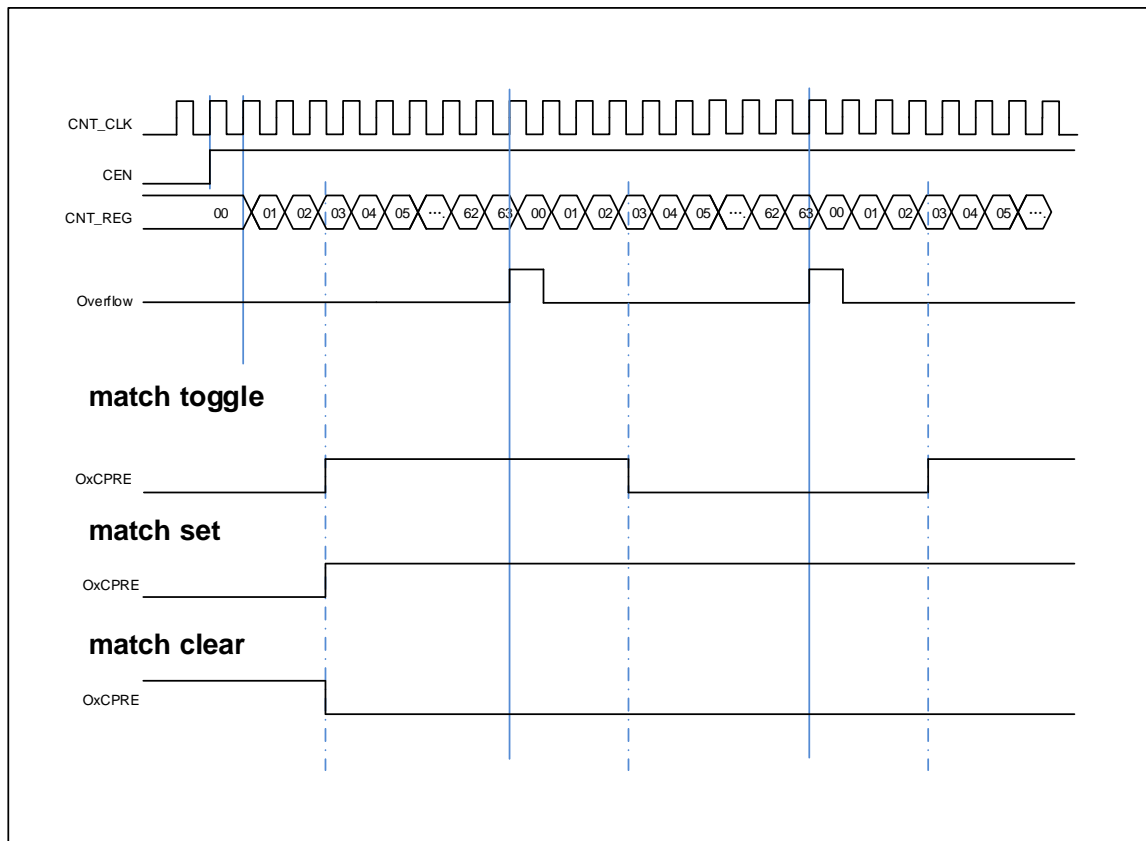 CNT_CLK
CEN
CNT_REG 00 01 02 03 04 05 …. 62 63 00 01 02 03 04 05 …. 62 63 00 01 02 03 04 05 ….
Overflow
match toggle
OxCPRE
match set
OxCPRE
match clear
OxCPRE